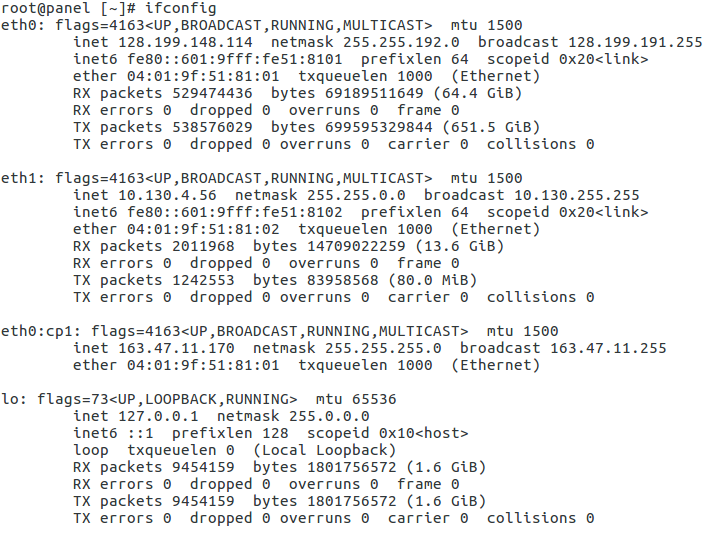 root@panel [~]# ifconfig
eth0: flags=4163<UP,BROADCAST,RUNNING,MULTICAST>  mtu 1500
        inet 128.199.148.114  netmask 255.255.192.0  broadcast 128.199.191.255
        inet6 fe80::601:9fff:fe51:8101  prefixlen 64  scopeid 0x20<link>
        ether 04:01:9f:51:81:01  txqueuelen 1000  (Ethernet)
        RX packets 529474436  bytes 69189511649 (64.4 GiB)
        RX errors 0  dropped 0  overruns 0  frame 0
        TX packets 538576029  bytes 699595329844 (651.5 GiB)
        TX errors 0  dropped 0 overruns 0  carrier 0  collisions 0

eth1: flags=4163<UP,BROADCAST,RUNNING,MULTICAST>  mtu 1500
        inet 10.130.4.56  netmask 255.255.0.0  broadcast 10.130.255.255
        inet6 fe80::601:9fff:fe51:8102  prefixlen 64  scopeid 0x20<link>
        ether 04:01:9f:51:81:02  txqueuelen 1000  (Ethernet)
        RX packets 2011968  bytes 14709022259 (13.6 GiB)
        RX errors 0  dropped 0  overruns 0  frame 0
        TX packets 1242553  bytes 83958568 (80.0 MiB)
        TX errors 0  dropped 0 overruns 0  carrier 0  collisions 0

eth0:cp1: flags=4163<UP,BROADCAST,RUNNING,MULTICAST>  mtu 1500
        inet 163.47.11.170  netmask 255.255.255.0  broadcast 163.47.11.255
        ether 04:01:9f:51:81:01  txqueuelen 1000  (Ethernet)

lo: flags=73<UP,LOOPBACK,RUNNING>  mtu 65536
        inet 127.0.0.1  netmask 255.0.0.0
        inet6 ::1  prefixlen 128  scopeid 0x10<host>
        loop  txqueuelen 0  (Local Loopback)
        RX packets 9454159  bytes 1801756572 (1.6 GiB)
        RX errors 0  dropped 0  overruns 0  frame 0
        TX packets 9454159  bytes 1801756572 (1.6 GiB)
        TX errors 0  dropped 0 overruns 0  carrier 0  collisions 0